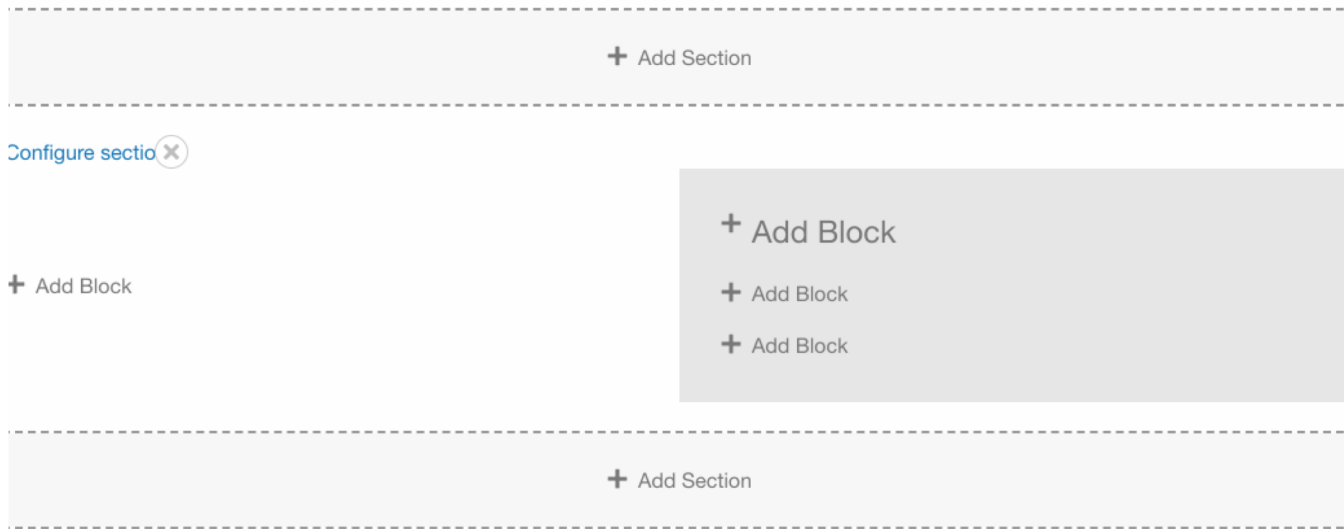 + Add Section
Configure sectio
+ Add Block
+ Add Block
+ Add Block
+ Add Block
+ Add Section